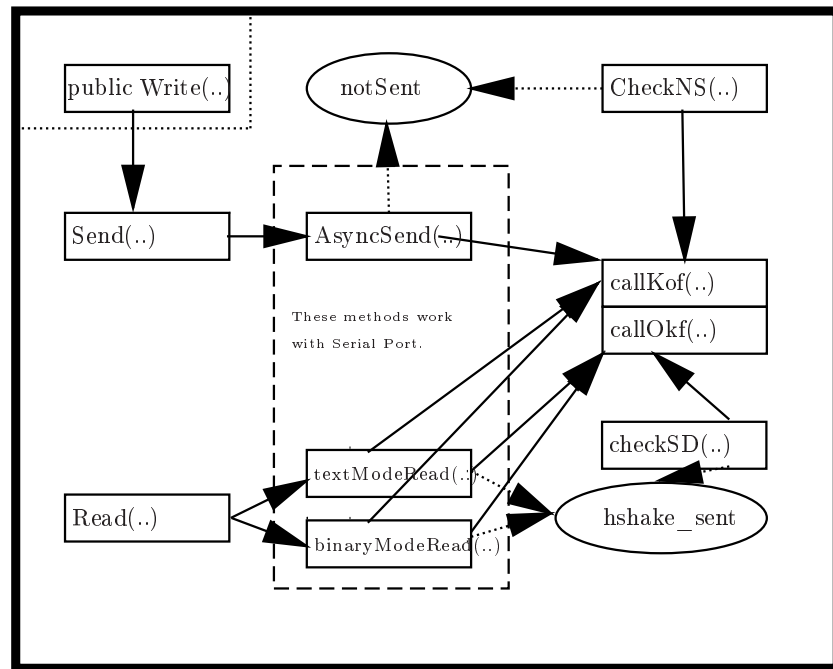 public Write(..)
notSent
CheckNS(..)
Send(..)
AsyncSend(..)
callKof(..)
These methods work
with Serial Port.
callOkf(..)
checkSD(..)
textModeRead(..)
Read(..)
hshake_sent
binaryModeRead(..)